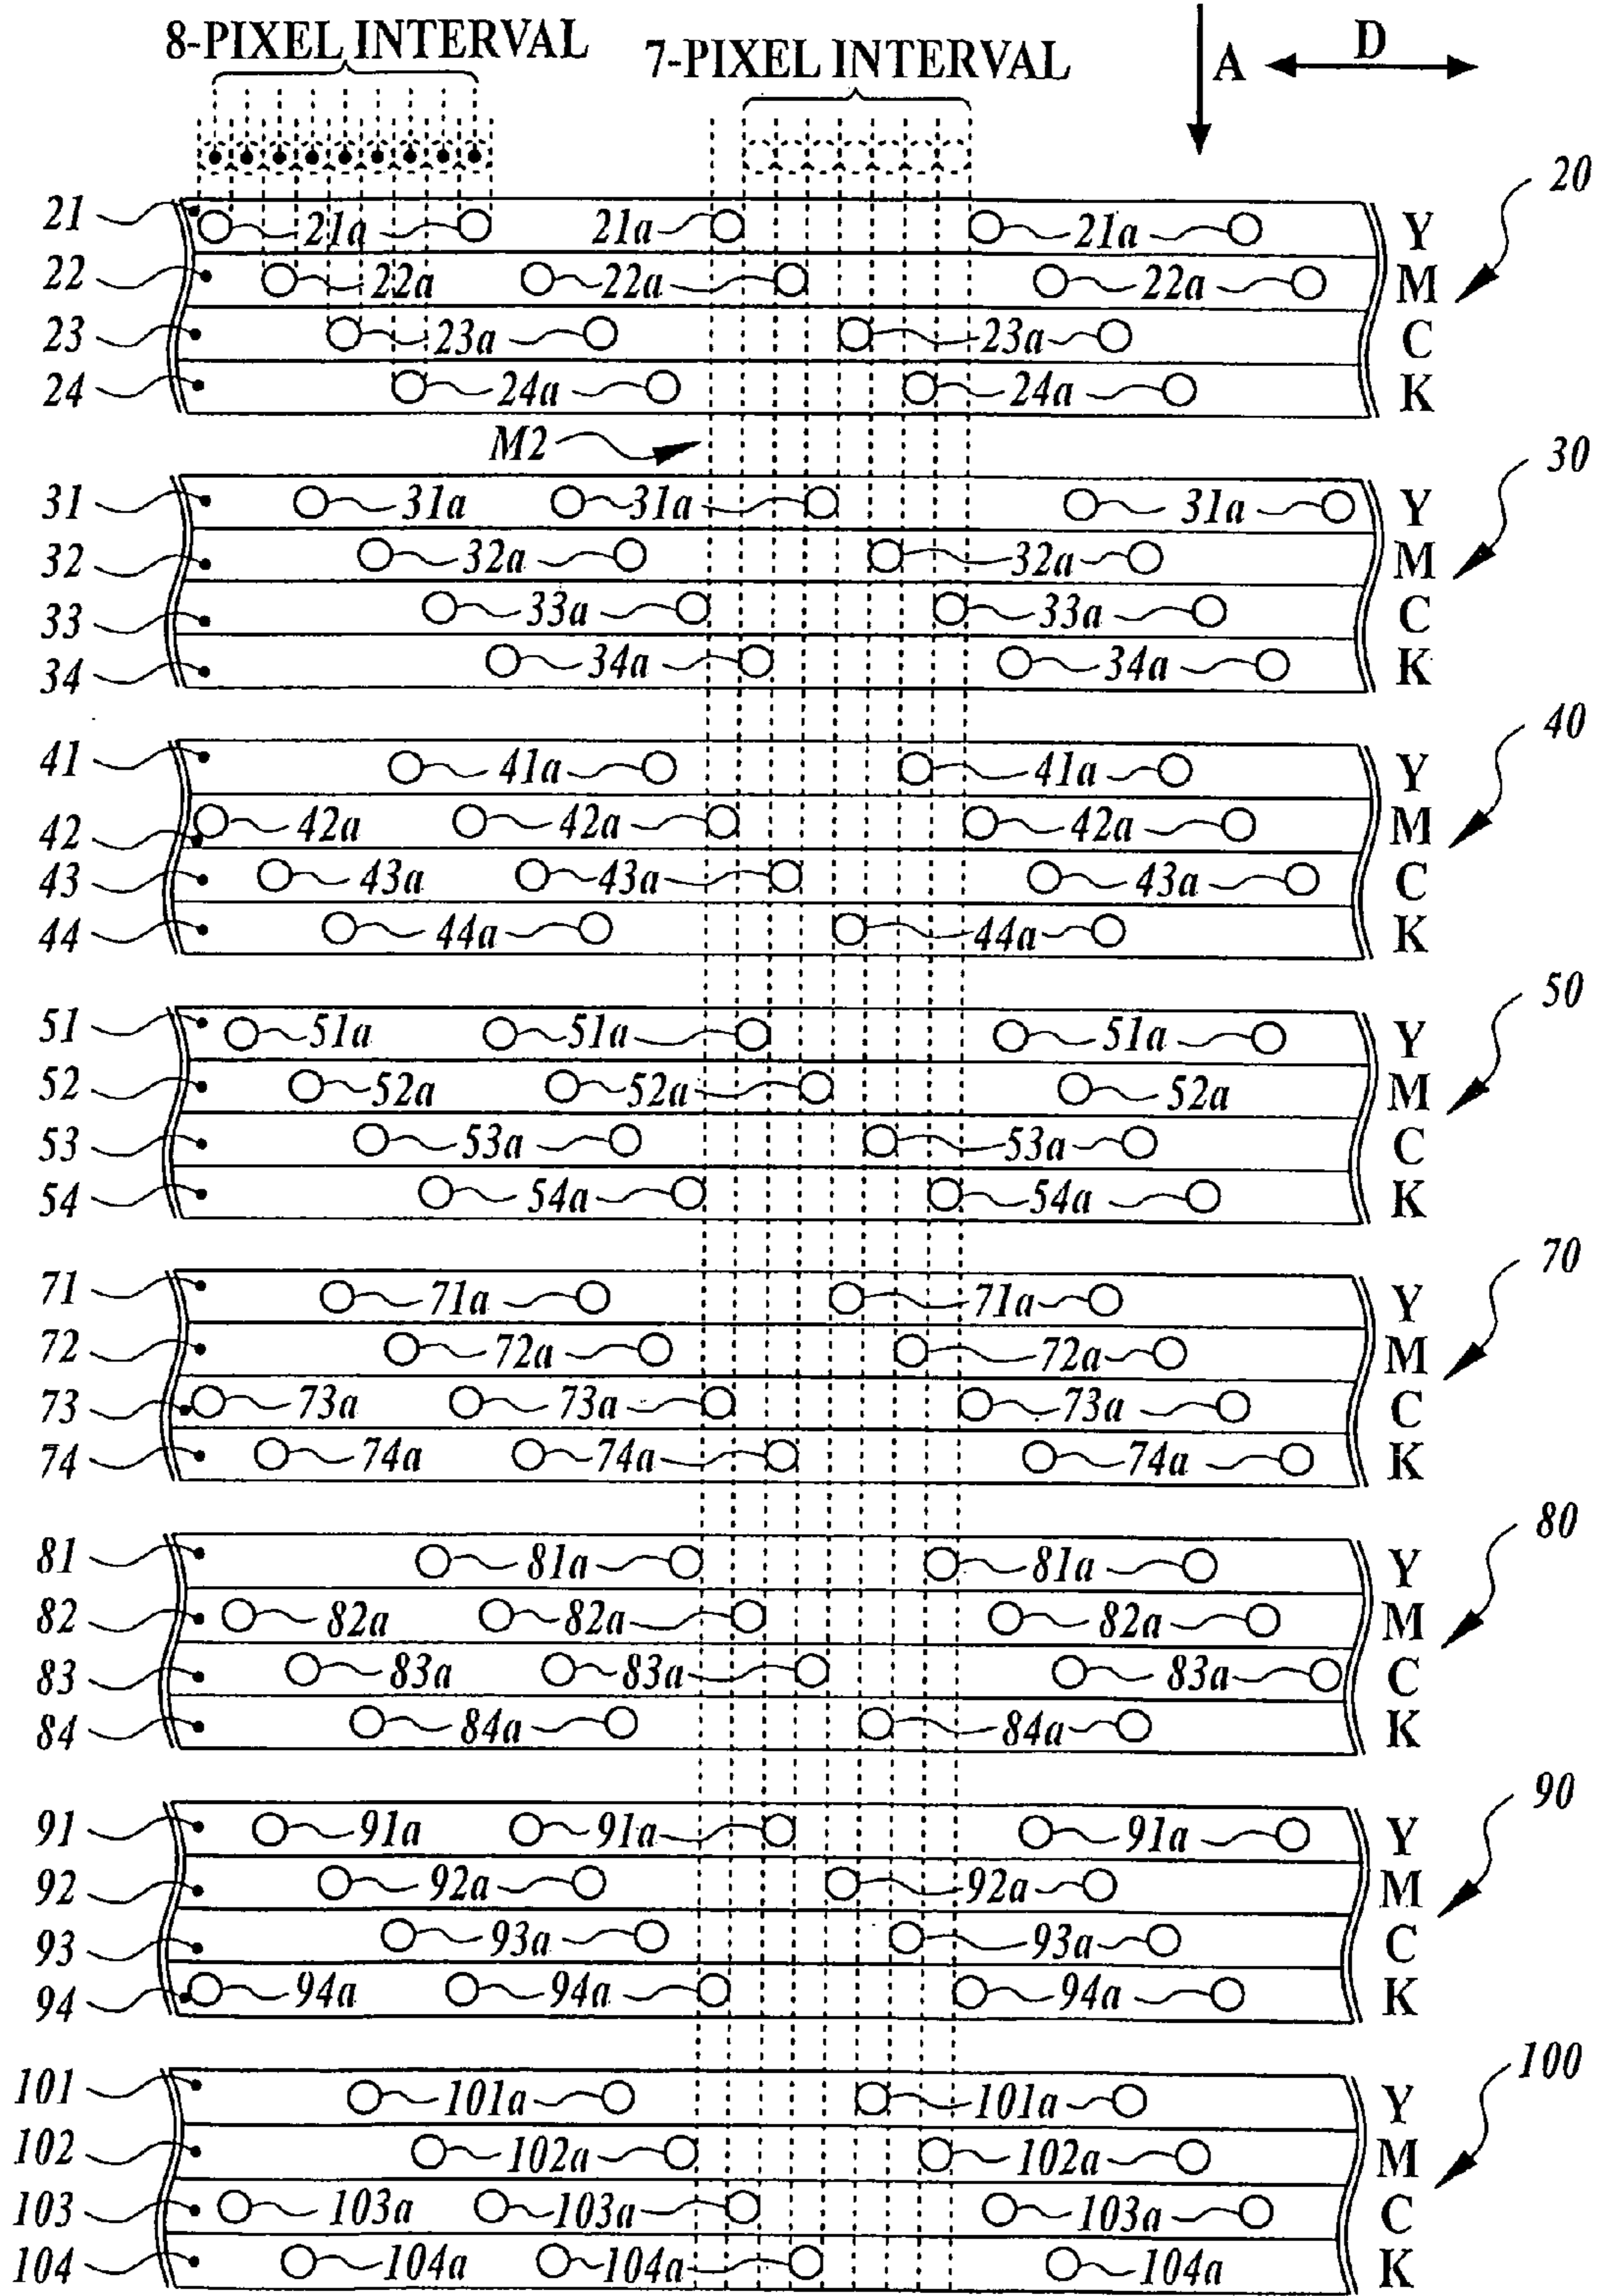 8-PIXEL INTERVAL
7-PIXEL INTERVAL
A
D
20
21
21a
21a
21a
Y
22
22a
22a
22a
M
23
23a
23a
C
24
24a
24a
K
M2
30
31
31a
31a
31a
Y
32
32a
32a
M
33
33a
33a
C
34
34a
34a
K
40
41
41a
41a
Y
42
42a
42a
42a
M
43
43a
43a
43a
C
44
44a
44a
K
50
51
51a
51a
51a
Y
52
52a
52a
52a
M
53
53a
53a
C
54
54a
54a
K
70
71
71a
71a
Y
72
72a
72a
M
73
73a
73a
73a
C
74
74a
74a
74a
K
80
81
81a
81a
Y
82
82a
82a
82a
M
83
83a
83a
83a
C
84
84a
84a
K
90
91
91a
91a
91a
Y
92
92a
92a
M
93
93a
93a
C
94
94a
94a
94a
K
100
101
101a
101a
Y
102
102a
102a
M
103
103a
103a
103a
C
104
104a
104a
104a
K